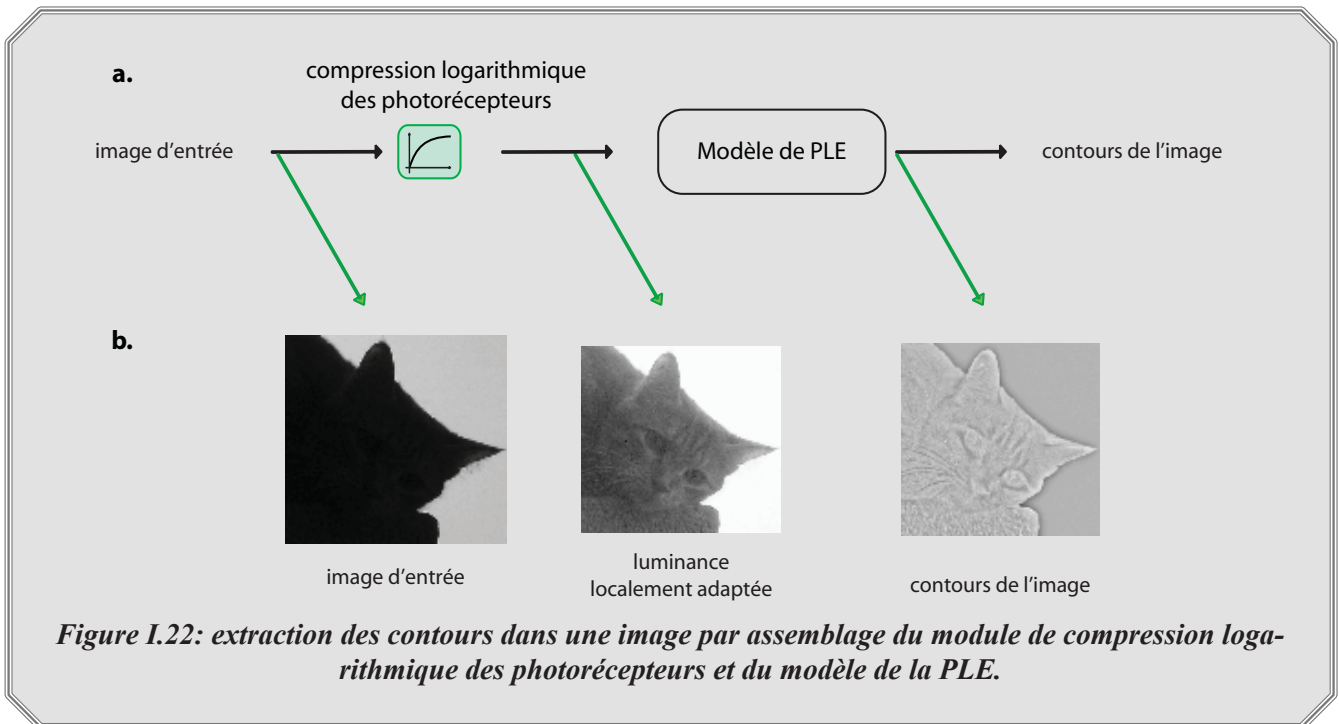 a.
compression logarithmique
des photorécepteurs
image d'entrée
Modèle de PLE
contours de l'image
b.
image d'entrée
luminance
localement adaptée
contours de l'image
Figure I.22: extraction des contours dans une image par assemblage du module de compression loga-
rithmique des photorécepteurs et du modèle de la PLE.